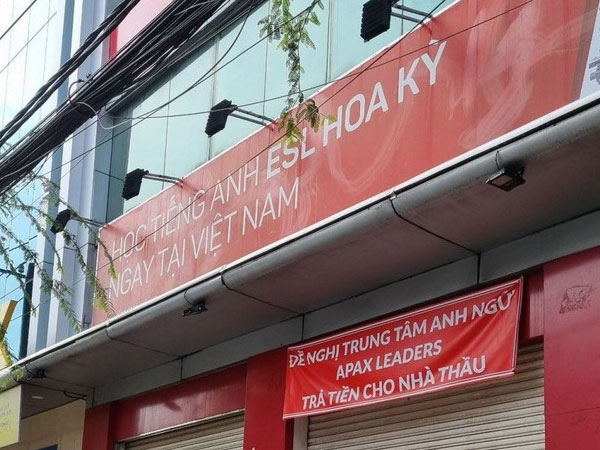 HỌC TIẾNG ANH ESL HOA KỲ
NGAY TẠI VIỆT NAM
ĐỀ NGHỊ TRUNG TÂM ANH NGỮ
APAX LEADERS
TRẢ TIỀN CHO NHÀ THẦU